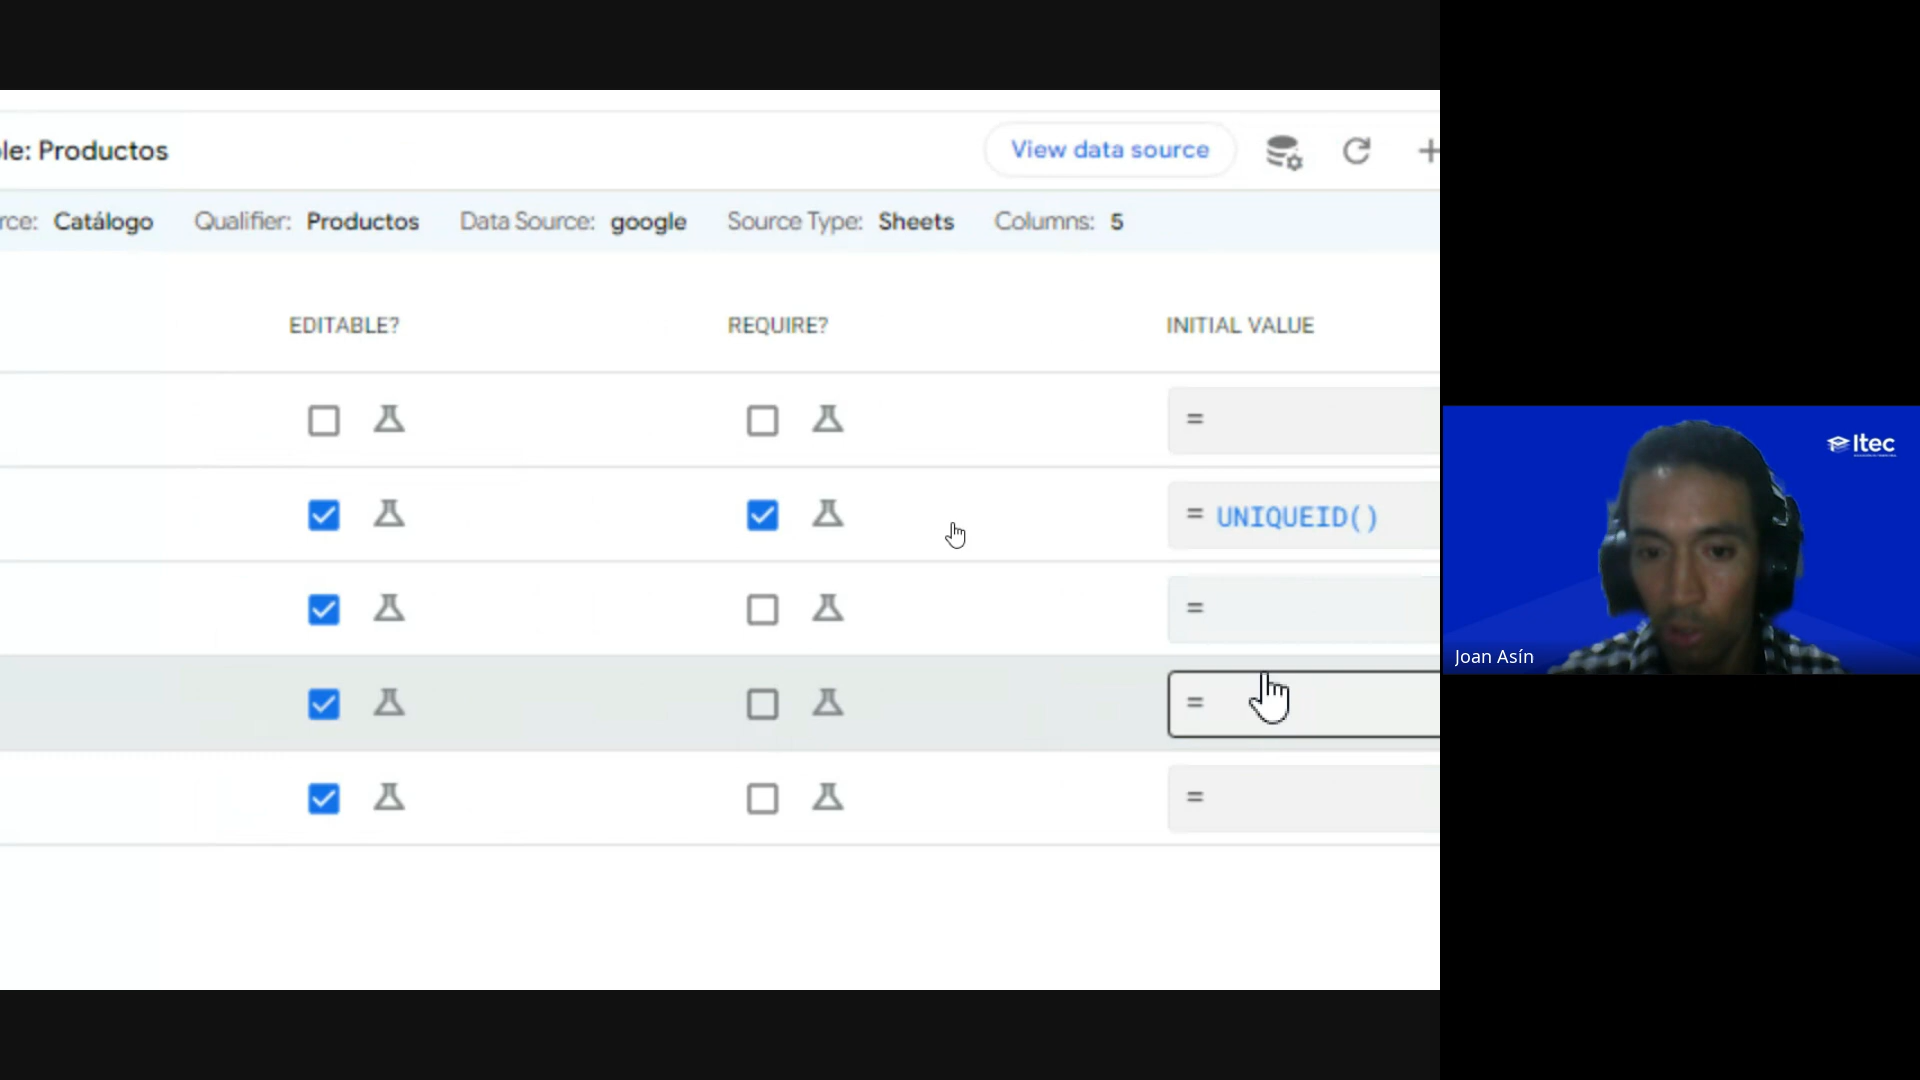 le: Productos
View data source
rce: Catálogo Qualifier: Productos Data Source: google Source Type: Sheets Columns: 5
EDITABLE? REQUIRE? INITIAL VALUE
=
= UNIQUEID()
=
=
=
Itec
Joan Asín